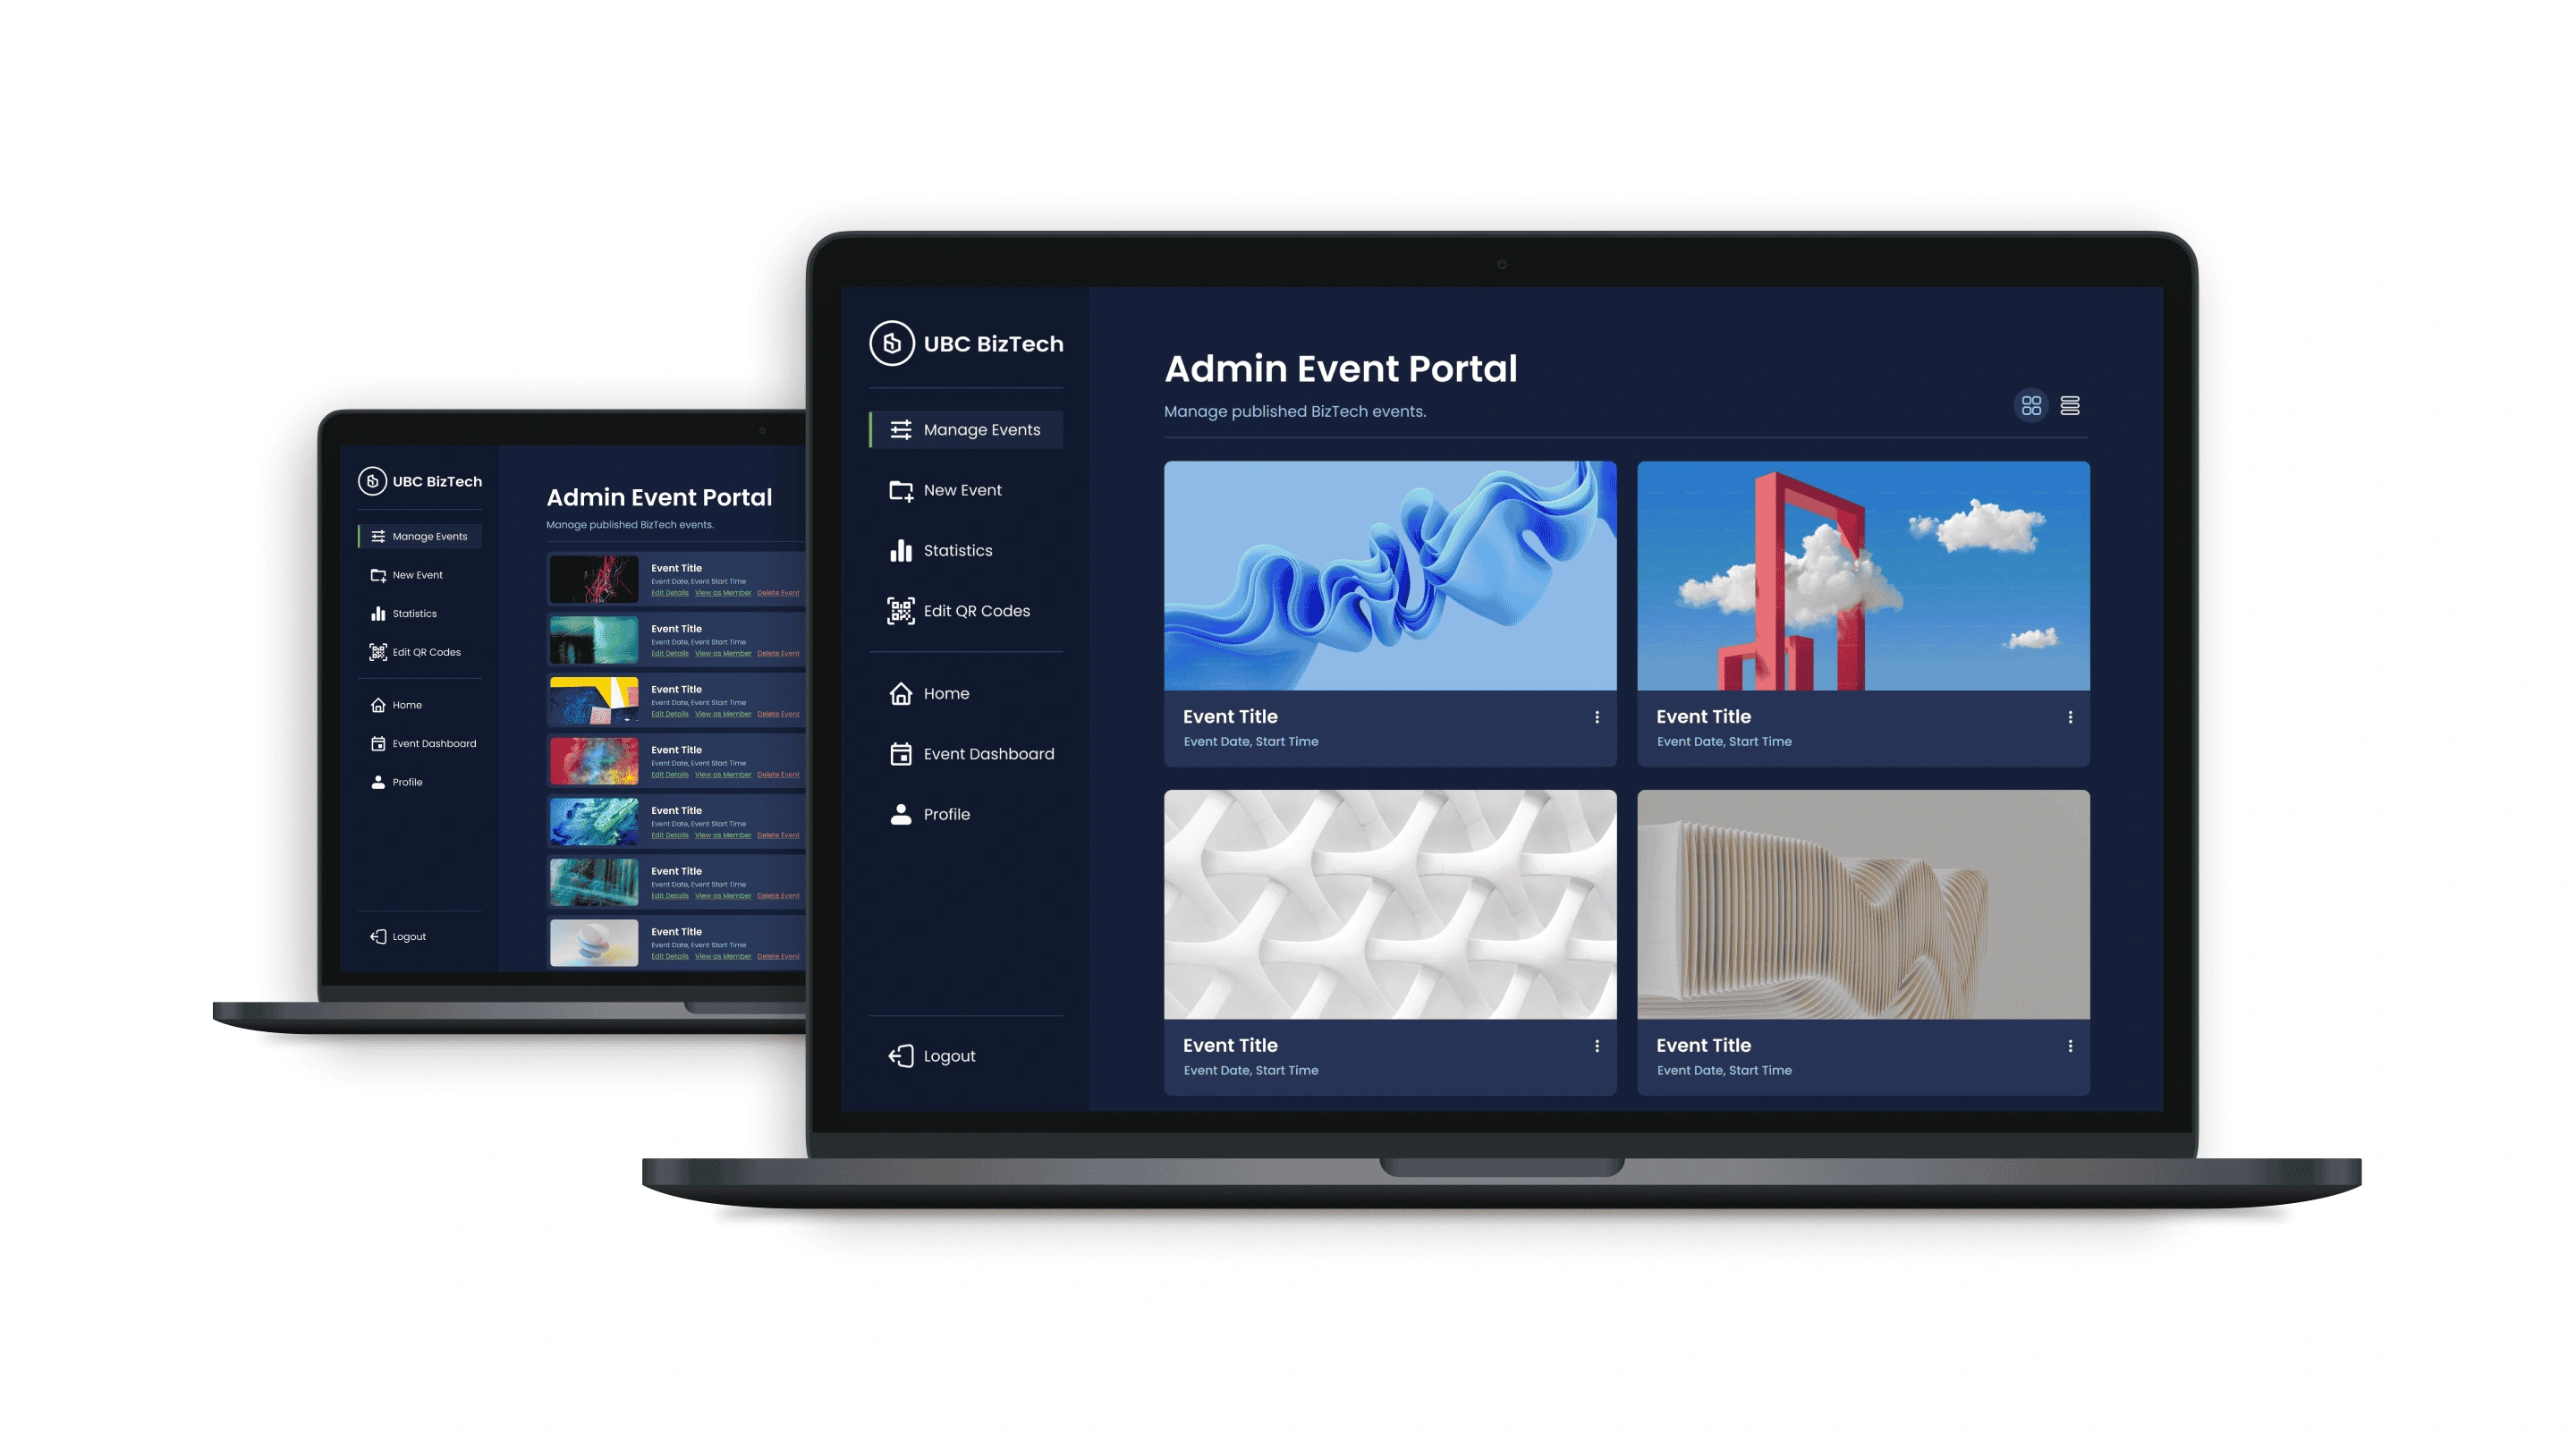 UBC BizTech
Manage Events
New Event
Statistics
Edit QR Codes
Home
Event Dashboard
Profile
Logout
Admin Event Portal
Manage published BizTech events.
Event Title
Event Date, Event Start Time
Edit Details View as Member Delete Event
Event Title
Event Date, Event Start Time
Edit Details View as Member Delete Event
Event Title
Event Date, Event Start Time
Edit Details View as Member Delete Event
Event Title
Event Date, Event Start Time
Edit Details View as Member Delete Event
Event Title
Event Date, Event Start Time
Edit Details View as Member Delete Event
Event Title
Event Date, Event Start Time
Edit Details View as Member Delete Event
Event Title
Event Date, Event Start Time
Edit Details View as Member Delete Event
UBC BizTech
Manage Events
New Event
Statistics
Edit QR Codes
Home
Event Dashboard
Profile
Logout
Admin Event Portal
Manage published BizTech events.
Event Title
Event Date, Start Time
Event Title
Event Date, Start Time
Event Title
Event Date, Start Time
Event Title
Event Date, Start Time